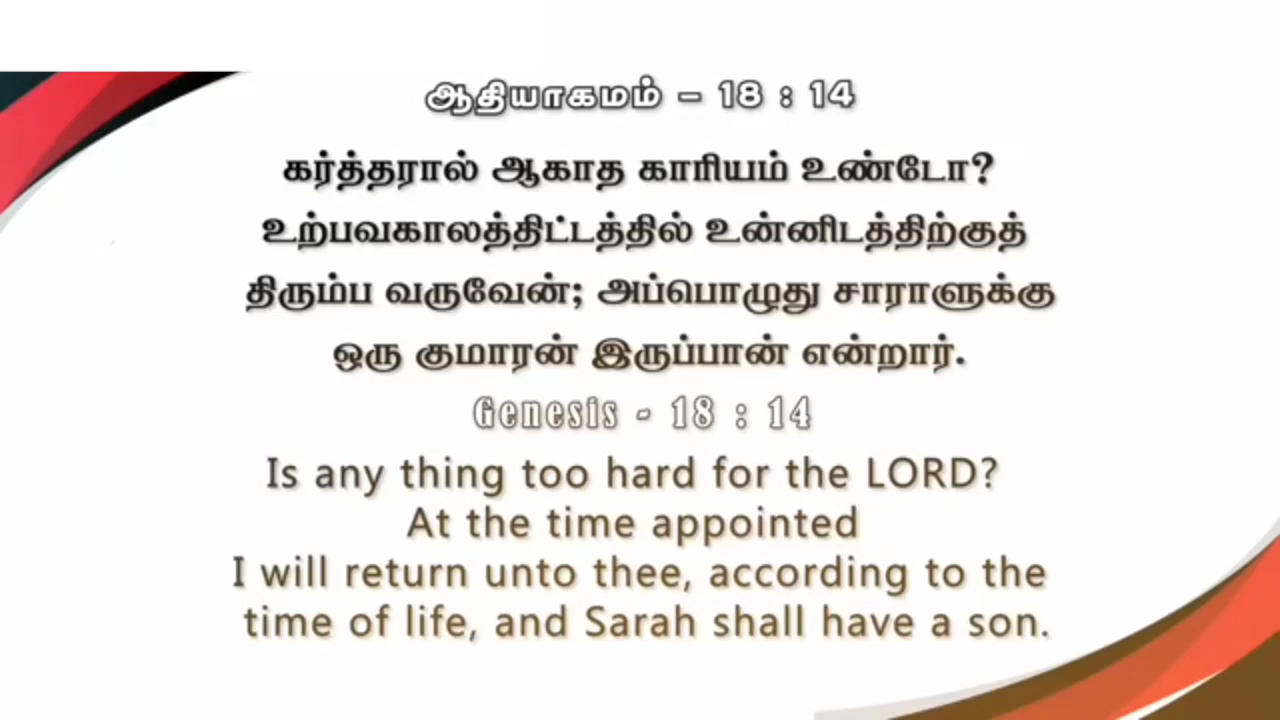 ஆதியாகமம் – 18 : 14
கர்த்தரால் ஆகாத காரியம் உண்டோ?
உற்பவகாலத்திட்டத்தில் உன்னிடத்திற்குத்
திரும்ப வருவேன்; அப்பொழுது சாராளுக்கு
ஒரு குமாரன் இருப்பான் என்றார்.
Genesis - 18 : 14
Is any thing too hard for the LORD?
At the time appointed
I will return unto thee, according to the
time of life, and Sarah shall have a son.